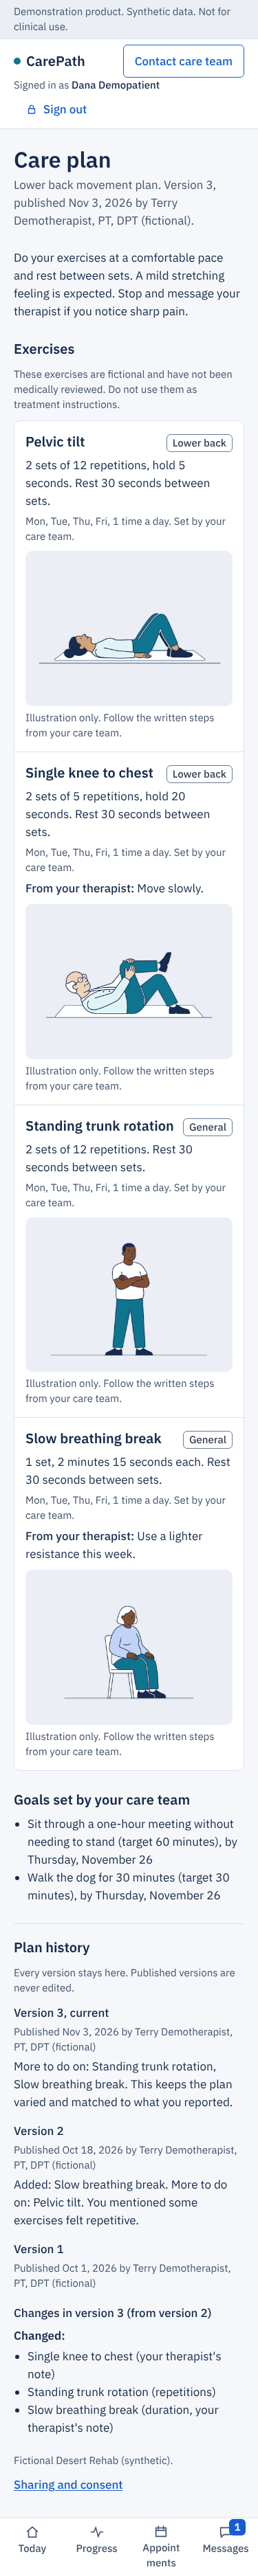 Demonstration product. Synthetic data. Not for
clinical use.
CarePath
Contact care team
Signed in as Dana Demopatient
Sign out
Care plan
Lower back movement plan. Version 3,
published Nov 3, 2026 by Terry
Demotherapist, PT, DPT (fictional).
Do your exercises at a comfortable pace
and rest between sets. A mild stretching
feeling is expected. Stop and message your
therapist if you notice sharp pain.
Exercises
These exercises are fictional and have not been
medically reviewed. Do not use them as
treatment instructions.
Pelvic tilt
Lower back
2 sets of 12 repetitions, hold 5
seconds. Rest 30 seconds between
sets.
Mon, Tue, Thu, Fri, 1 time a day. Set by your
care team.
Illustration only. Follow the written steps
from your care team.
Single knee to chest
Lower back
2 sets of 5 repetitions, hold 20
seconds. Rest 30 seconds between
sets.
Mon, Tue, Thu, Fri, 1 time a day. Set by your
care team.
From your therapist: Move slowly.
Illustration only. Follow the written steps
from your care team.
Standing trunk rotation
General
2 sets of 12 repetitions. Rest 30
seconds between sets.
Mon, Tue, Thu, Fri, 1 time a day. Set by your
care team.
Illustration only. Follow the written steps
from your care team.
Slow breathing break
General
1 set, 2 minutes 15 seconds each. Rest
30 seconds between sets.
Mon, Tue, Thu, Fri, 1 time a day. Set by your
care team.
From your therapist: Use a lighter
resistance this week.
Illustration only. Follow the written steps
from your care team.
Goals set by your care team
• Sit through a one-hour meeting without
needing to stand (target 60 minutes), by
Thursday, November 26
• Walk the dog for 30 minutes (target 30
minutes), by Thursday, November 26
Plan history
Every version stays here. Published versions are
never edited.
Version 3, current
Published Nov 3, 2026 by Terry Demotherapist,
PT, DPT (fictional)
More to do on: Standing trunk rotation,
Slow breathing break. This keeps the plan
varied and matched to what you reported.
Version 2
Published Oct 18, 2026 by Terry Demotherapist,
PT, DPT (fictional)
Added: Slow breathing break. More to do
on: Pelvic tilt. You mentioned some
exercises felt repetitive.
Version 1
Published Oct 1, 2026 by Terry Demotherapist,
PT, DPT (fictional)
Changes in version 3 (from version 2)
Changed:
• Single knee to chest (your therapist's
note)
• Standing trunk rotation (repetitions)
• Slow breathing break (duration, your
therapist's note)
Fictional Desert Rehab (synthetic).
Sharing and consent
Today
Progress
Appoint
ments
1
Messages